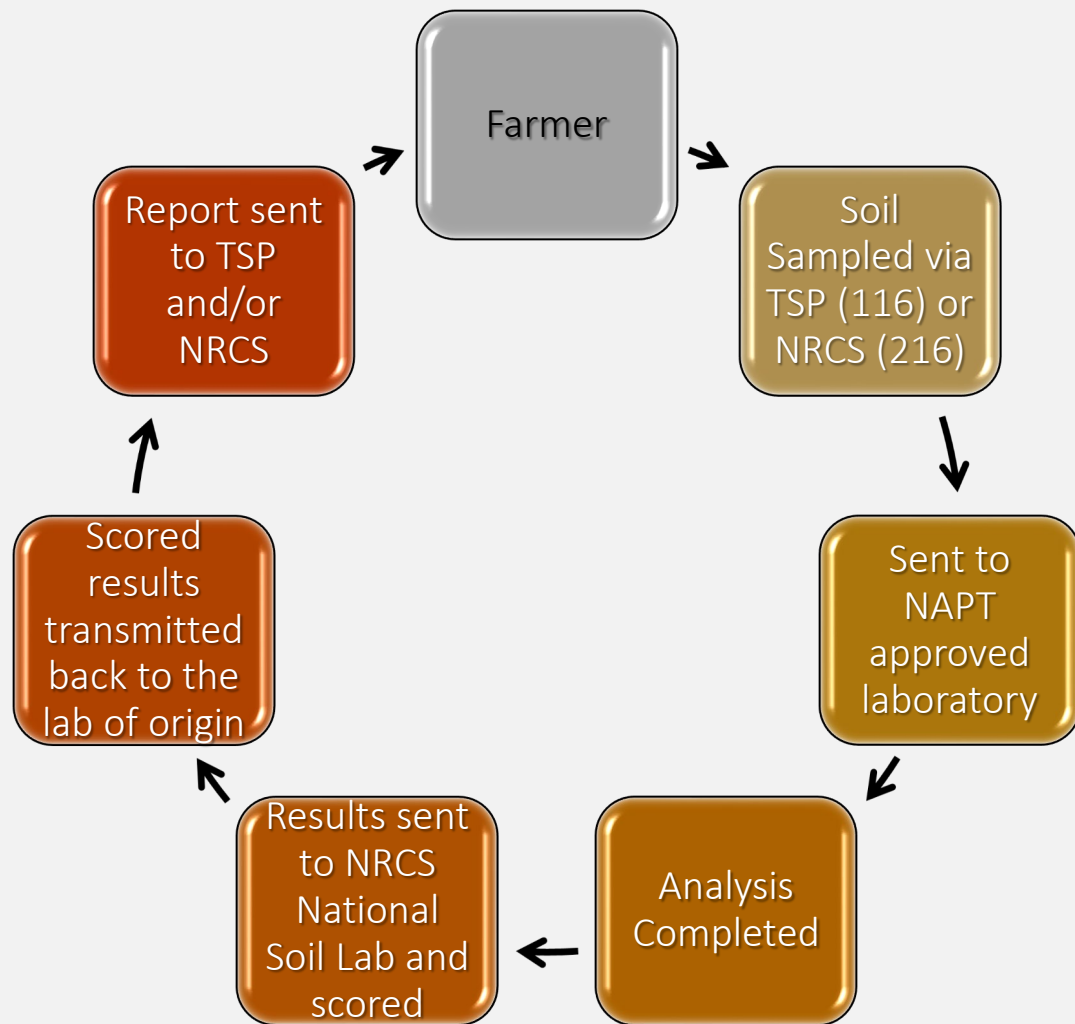 Farmer
Soil
Sampled via
TSP (116) or
NRCS (216)
Sent to
NAPT
approved
laboratory
Analysis
Completed
Results sent
to NRCS
National
Soil Lab and
scored
Scored
results
transmitted
back to the
lab of origin
Report sent
to TSP
and/or
NRCS